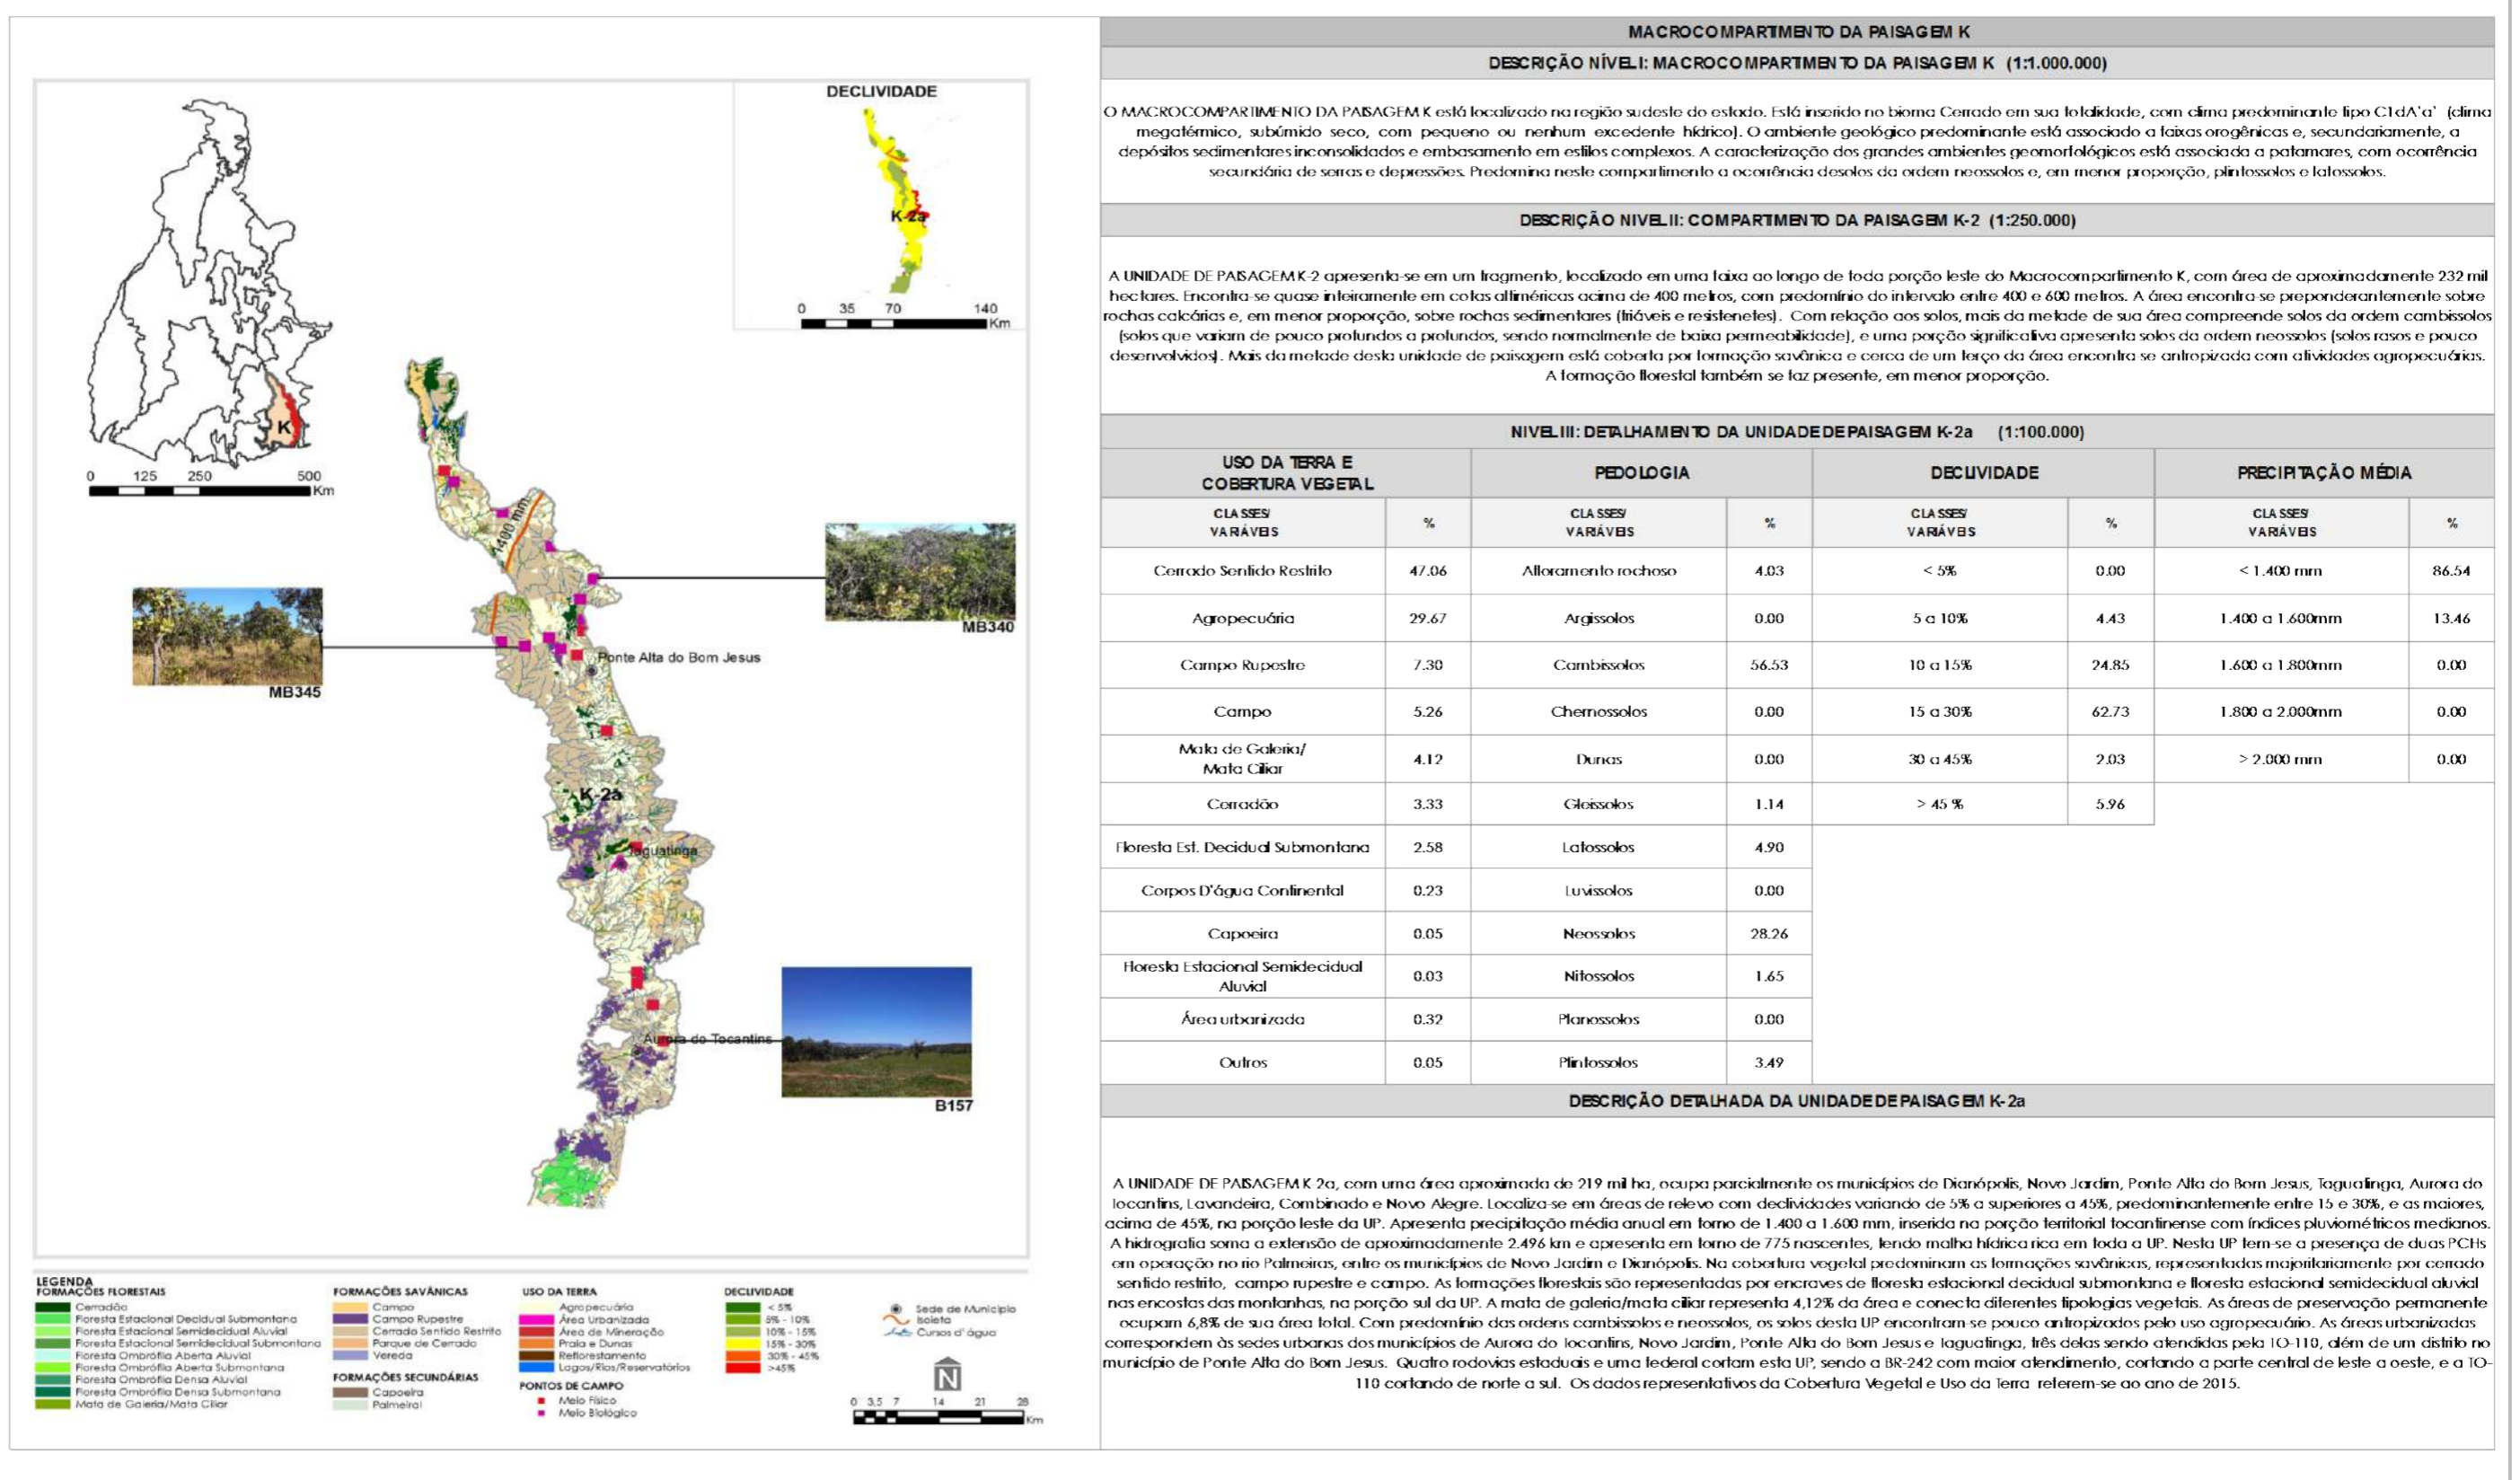 DECLIVIDADE
K-2a
0 35 70 140
Km
K
0 125 250 500
Km
1400 mm
MB340
MB345
Ponte Alta do Bom Jesus
K-2a
Taguatinga
Aurora do Tocantins
B157
LEGENDA
FORMAÇÕES FLORESTAIS
Cerradão
Floresta Estacional Decidual Submontana
Floresta Estacional Semidecidual Aluvial
Floresta Estacional Semidecidual Submontana
Floresta Ombrófila Aberta Aluvial
Floresta Ombrófila Aberta Submontana
Floresta Ombrófila Densa Aluvial
Floresta Ombrófila Densa Submontana
Mata de Galeria/Mata Ciliar
FORMAÇÕES SAVÂNICAS
Campo
Campo Rupestre
Cerrado Sentido Restrito
Parque de Cerrado
Vereda
FORMAÇÕES SECUNDÁRIAS
Capoeira
Palmeiral
USO DA TERRA
Agropecuária
Área Urbanizada
Área de Mineração
Praia e Dunas
Reflorestamento
Lagos/Rios/Reservatórios
PONTOS DE CAMPO
Meio Físico
Meio Biológico
DECLIVIDADE
< 5%
5% - 10%
10% - 15%
15% - 30%
30% - 45%
>45%
Sede de Município
Isoieta
Cursos d'água
N
0 3,5 7 14 21 28
Km
MACROCOMPARTIMENTO DA PAISAGEM K
DESCRIÇÃO NÍVEL I: MACROCOMPARTIMENTO DA PAISAGEM K (1:1.000.000)
O MACROCOMPARTIMENTO DA PAISAGEM K está localizado na região sudeste do estado. Está inserido no bioma Cerrado em sua totalidade, com clima predominante tipo C1dA'a' (clima
megatérmico, subúmido seco, com pequeno ou nenhum excedente hídrico). O ambiente geológico predominante está associado a faixas orogênicas e, secundariamente, a
depósitos sedimentares inconsolidados e embasamento em estilos complexos. A caracterização dos grandes ambientes geomorfológicos está associada a patamares, com ocorrência
secundária de serras e depressões. Predomina neste compartimento a ocorrência desolos da ordem neossolos e, em menor proporção, plintossolos e latossolos.
DESCRIÇÃO NIVEL II: COMPARTIMENTO DA PAISAGEM K-2 (1:250.000)
A UNIDADE DE PAISAGEM K-2 apresenta-se em um fragmento, localizado em uma faixa ao longo de toda porção leste do Macrocompartimento K, com área de aproximadamente 232 mil
hectares. Encontra-se quase inteiramente em cotas altiméricas acima de 400 metros, com predomínio do intervalo entre 400 e 600 metros. A área encontra-se preponderantemente sobre
rochas calcárias e, em menor proporção, sobre rochas sedimentares (friáveis e resistenetes). Com relação aos solos, mais da metade de sua área compreende solos da ordem cambissolos
(solos que variam de pouco profundos a profundos, sendo normalmente de baixa permeabilidade), e uma porção significativa apresenta solos da ordem neossolos (solos rasos e pouco
desenvolvidos). Mais da metade desta unidade de paisagem está coberta por formação savânica e cerca de um terço da área encontra se antropizada com atividades agropecuárias.
A formação florestal também se faz presente, em menor proporção.
NIVEL III: DETALHAMENTO DA UNIDADE DE PAISAGEM K-2a (1:100.000)
USO DA TERRA E
COBERTURA VEGETAL
PEDOLOGIA
DECLIVIDADE
PRECIPITAÇÃO MÉDIA
CLASSES/ VARIÁVEIS % CLASSES/ VARIÁVEIS % CLASSES/ VARIÁVEIS % CLASSES/ VARIÁVEIS %
Cerrado Sentido Restrito 47.06 Afloramento rochoso 4.03 < 5% 0.00 < 1.400 mm 86.54
Agropecuária 29.67 Argissolos 0.00 5 a 10% 4.43 1.400 a 1.600mm 13.46
Campo Rupestre 7.30 Cambissolos 56.53 10 a 15% 24.85 1.600 a 1.800mm 0.00
Campo 5.26 Chernossolos 0.00 15 a 30% 62.73 1.800 a 2.000mm 0.00
Mata de Galeria/
Mata Ciliar 4.12 Dunas 0.00 30 a 45% 2.03 > 2.000 mm 0.00
Cerradão 3.33 Gleissolos 1.14 > 45 % 5.96
Floresta Est. Decidual Submontana 2.58 Latossolos 4.90
Corpos D'água Continental 0.23 Luvissolos 0.00
Capoeira 0.05 Neossolos 28.26
Floresta Estacional Semidecidual
Aluvial 0.03 Nitossolos 1.65
Área urbanizada 0.32 Planossolos 0.00
Outros 0.05 Plintossolos 3.49
DESCRIÇÃO DETALHADA DA UNIDADE DE PAISAGEM K-2a
A UNIDADE DE PAISAGEM K 2a, com uma área aproximada de 219 mil ha, ocupa parcialmente os municípios de Dianópolis, Novo Jardim, Ponte Alta do Bom Jesus, Taguatinga, Aurora do
Tocantins, Lavandeira, Combinado e Novo Alegre. Localiza-se em áreas de relevo com declividades variando de 5% a superiores a 45%, predominantemente entre 15 e 30%, e as maiores,
acima de 45%, na porção leste da UP. Apresenta precipitação média anual em torno de 1.400 a 1.600 mm, inserida na porção territorial tocantinense com índices pluviométricos medianos.
A hidrografia soma a extensão de aproximadamente 2.496 km e apresenta em torno de 775 nascentes, tendo malha hídrica rica em toda a UP. Nesta UP tem-se a presença de duas PCHs
em operação no rio Palmeiras, entre os municípios de Novo Jardim e Dianópolis. Na cobertura vegetal predominam as formações savânicas, representadas majoritariamente por cerrado
sentido restrito, campo rupestre e campo. As formações florestais são representadas por encraves de floresta estacional decidual submontana e floresta estacional semidecidual aluvial
nas encostas das montanhas, na porção sul da UP. A mata de galeria/mata ciliar representa 4,12% da área e conecta diferentes tipologias vegetais. As áreas de preservação permanente
ocupam 6,8% de sua área total. Com predomínio das ordens cambissolos e neossolos, os solos desta UP encontram-se pouco antropizados pelo uso agropecuário. As áreas urbanizadas
correspondem às sedes urbanas dos municípios de Aurora do Tocantins, Novo Jardim, Ponte Alta do Bom Jesus e Taguatinga, três delas sendo atendidas pela TO-110, além de um distrito no
município de Ponte Alta do Bom Jesus. Quatro rodovias estaduais e uma federal cortam esta UP, sendo a BR-242 com maior atendimento, cortando a parte central de leste a oeste, e a TO-
110 cortando de norte a sul. Os dados representativos da Cobertura Vegetal e Uso da Terra referem-se ao ano de 2015.